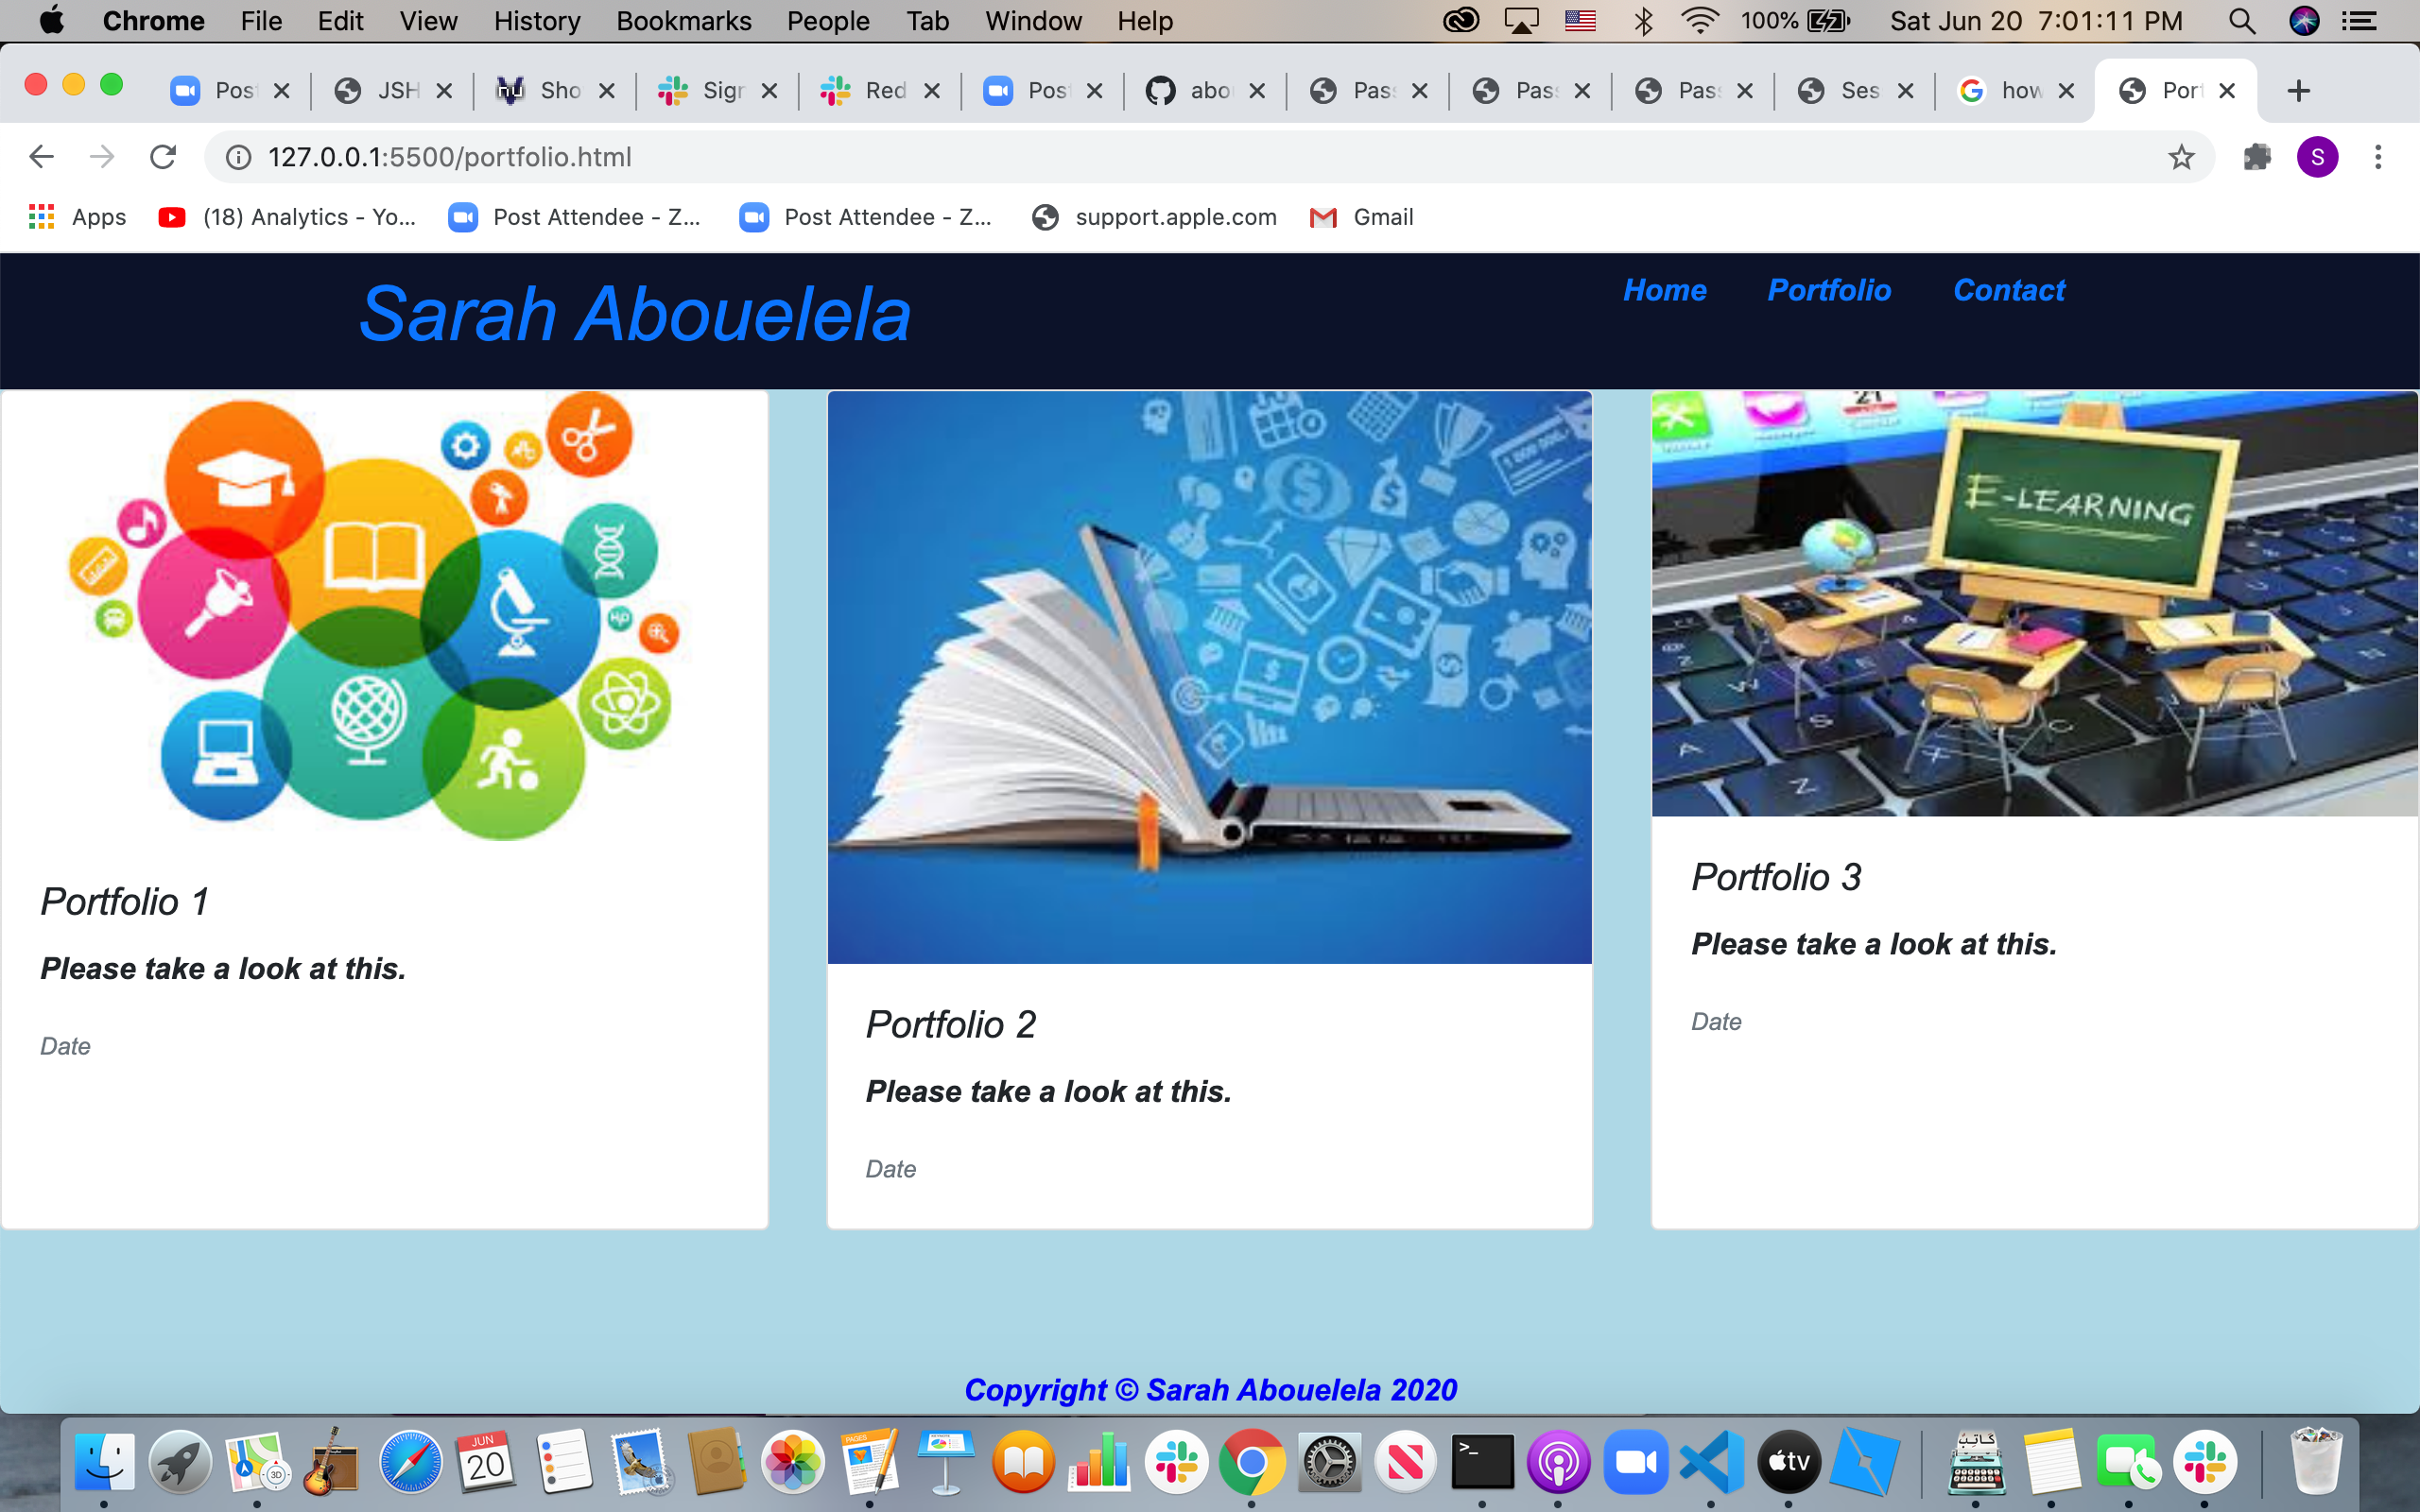 Chrome File Edit View History Bookmarks People Tab Window Help 100% Sat Jun 20 7:01:11 PM
Pos JSH Sho Sign Red Pos abo Pas Pas Pas Ses how Port
127.0.0.1:5500/portfolio.html S
Apps (18) Analytics - Yo... Post Attendee - Z... Post Attendee - Z... support.apple.com Gmail
Sarah Abouelela Home Portfolio Contact
E-LEARNING
Portfolio 1
Please take a look at this.
Date
Portfolio 2
Please take a look at this.
Date
Portfolio 3
Please take a look at this.
Date
Copyright © Sarah Abouelela 2020
JUN
20
PAGES
tv